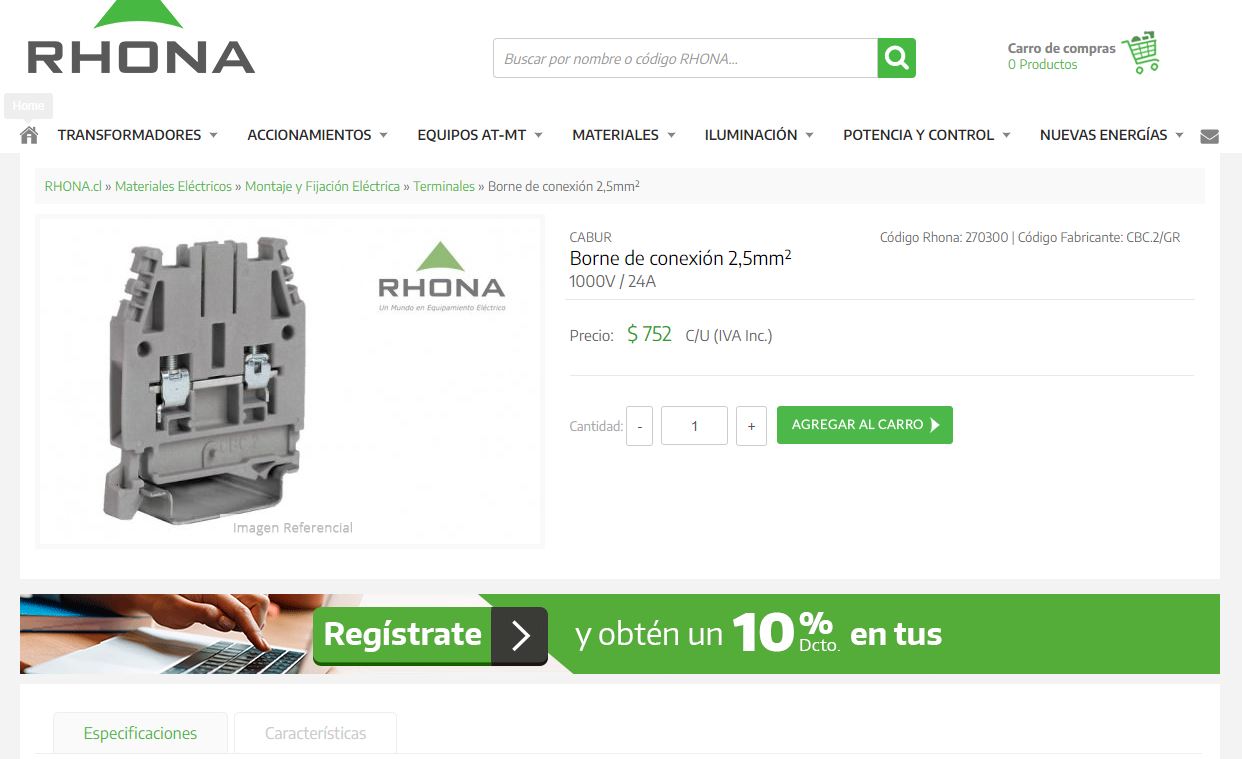 RHONA
Buscar por nombre o código RHONA...
Carro de compras
0 Productos
Home
TRANSFORMADORES
ACCIONAMIENTOS
EQUIPOS AT-MT
MATERIALES
ILUMINACIÓN
POTENCIA Y CONTROL
NUEVAS ENERGÍAS
RHONA.cl » Materiales Eléctricos » Montaje y Fijación Eléctrica » Terminales » Borne de conexión 2,5mm²
RHONA
Un Mundo en Equipamiento Eléctrico
CBC 2
Imagen Referencial
CABUR
Código Rhona: 270300 | Código Fabricante: CBC.2/GR
Borne de conexión 2,5mm²
1000V / 24A
Precio: $ 752 C/U (IVA Inc.)
Cantidad: - 1 + AGREGAR AL CARRO
Regístrate y obtén un 10% Dcto. en tus
Especificaciones
Características